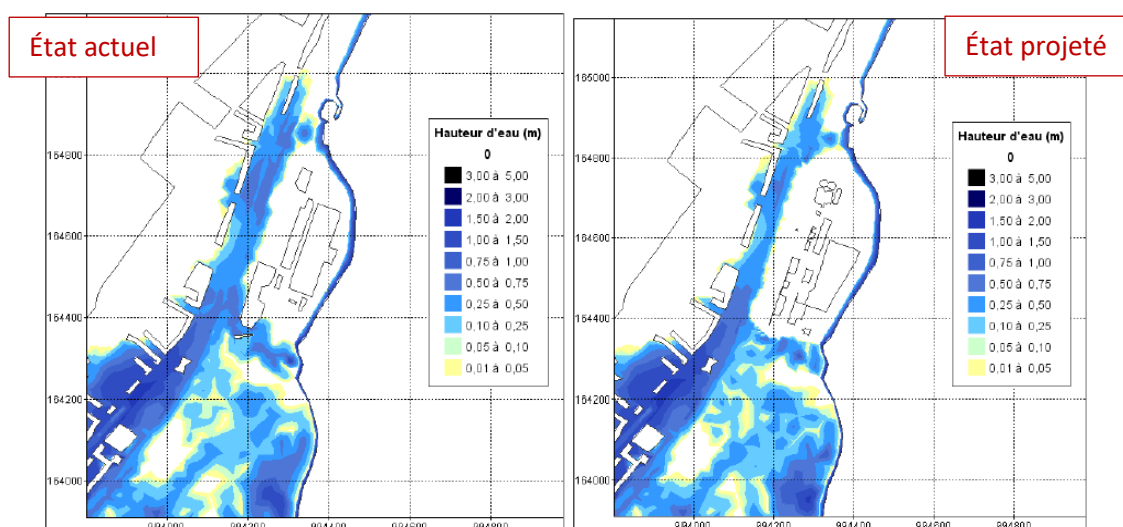 État actuel
État projeté
165000
164800
164600
164400
164200
164000
164800
164600
164400
164200
164000
Hauteur d'eau (m)
0
3,00 à 5,00
2,00 à 3,00
1,50 à 2,00
1,00 à 1,50
0,75 à 1,00
0,50 à 0,75
0,25 à 0,50
0,10 à 0,25
0,05 à 0,10
0,01 à 0,05
Hauteur d'eau (m)
0
3,00 à 5,00
2,00 à 3,00
1,50 à 2,00
1,00 à 1,50
0,75 à 1,00
0,50 à 0,75
0,25 à 0,50
0,10 à 0,25
0,05 à 0,10
0,01 à 0,05